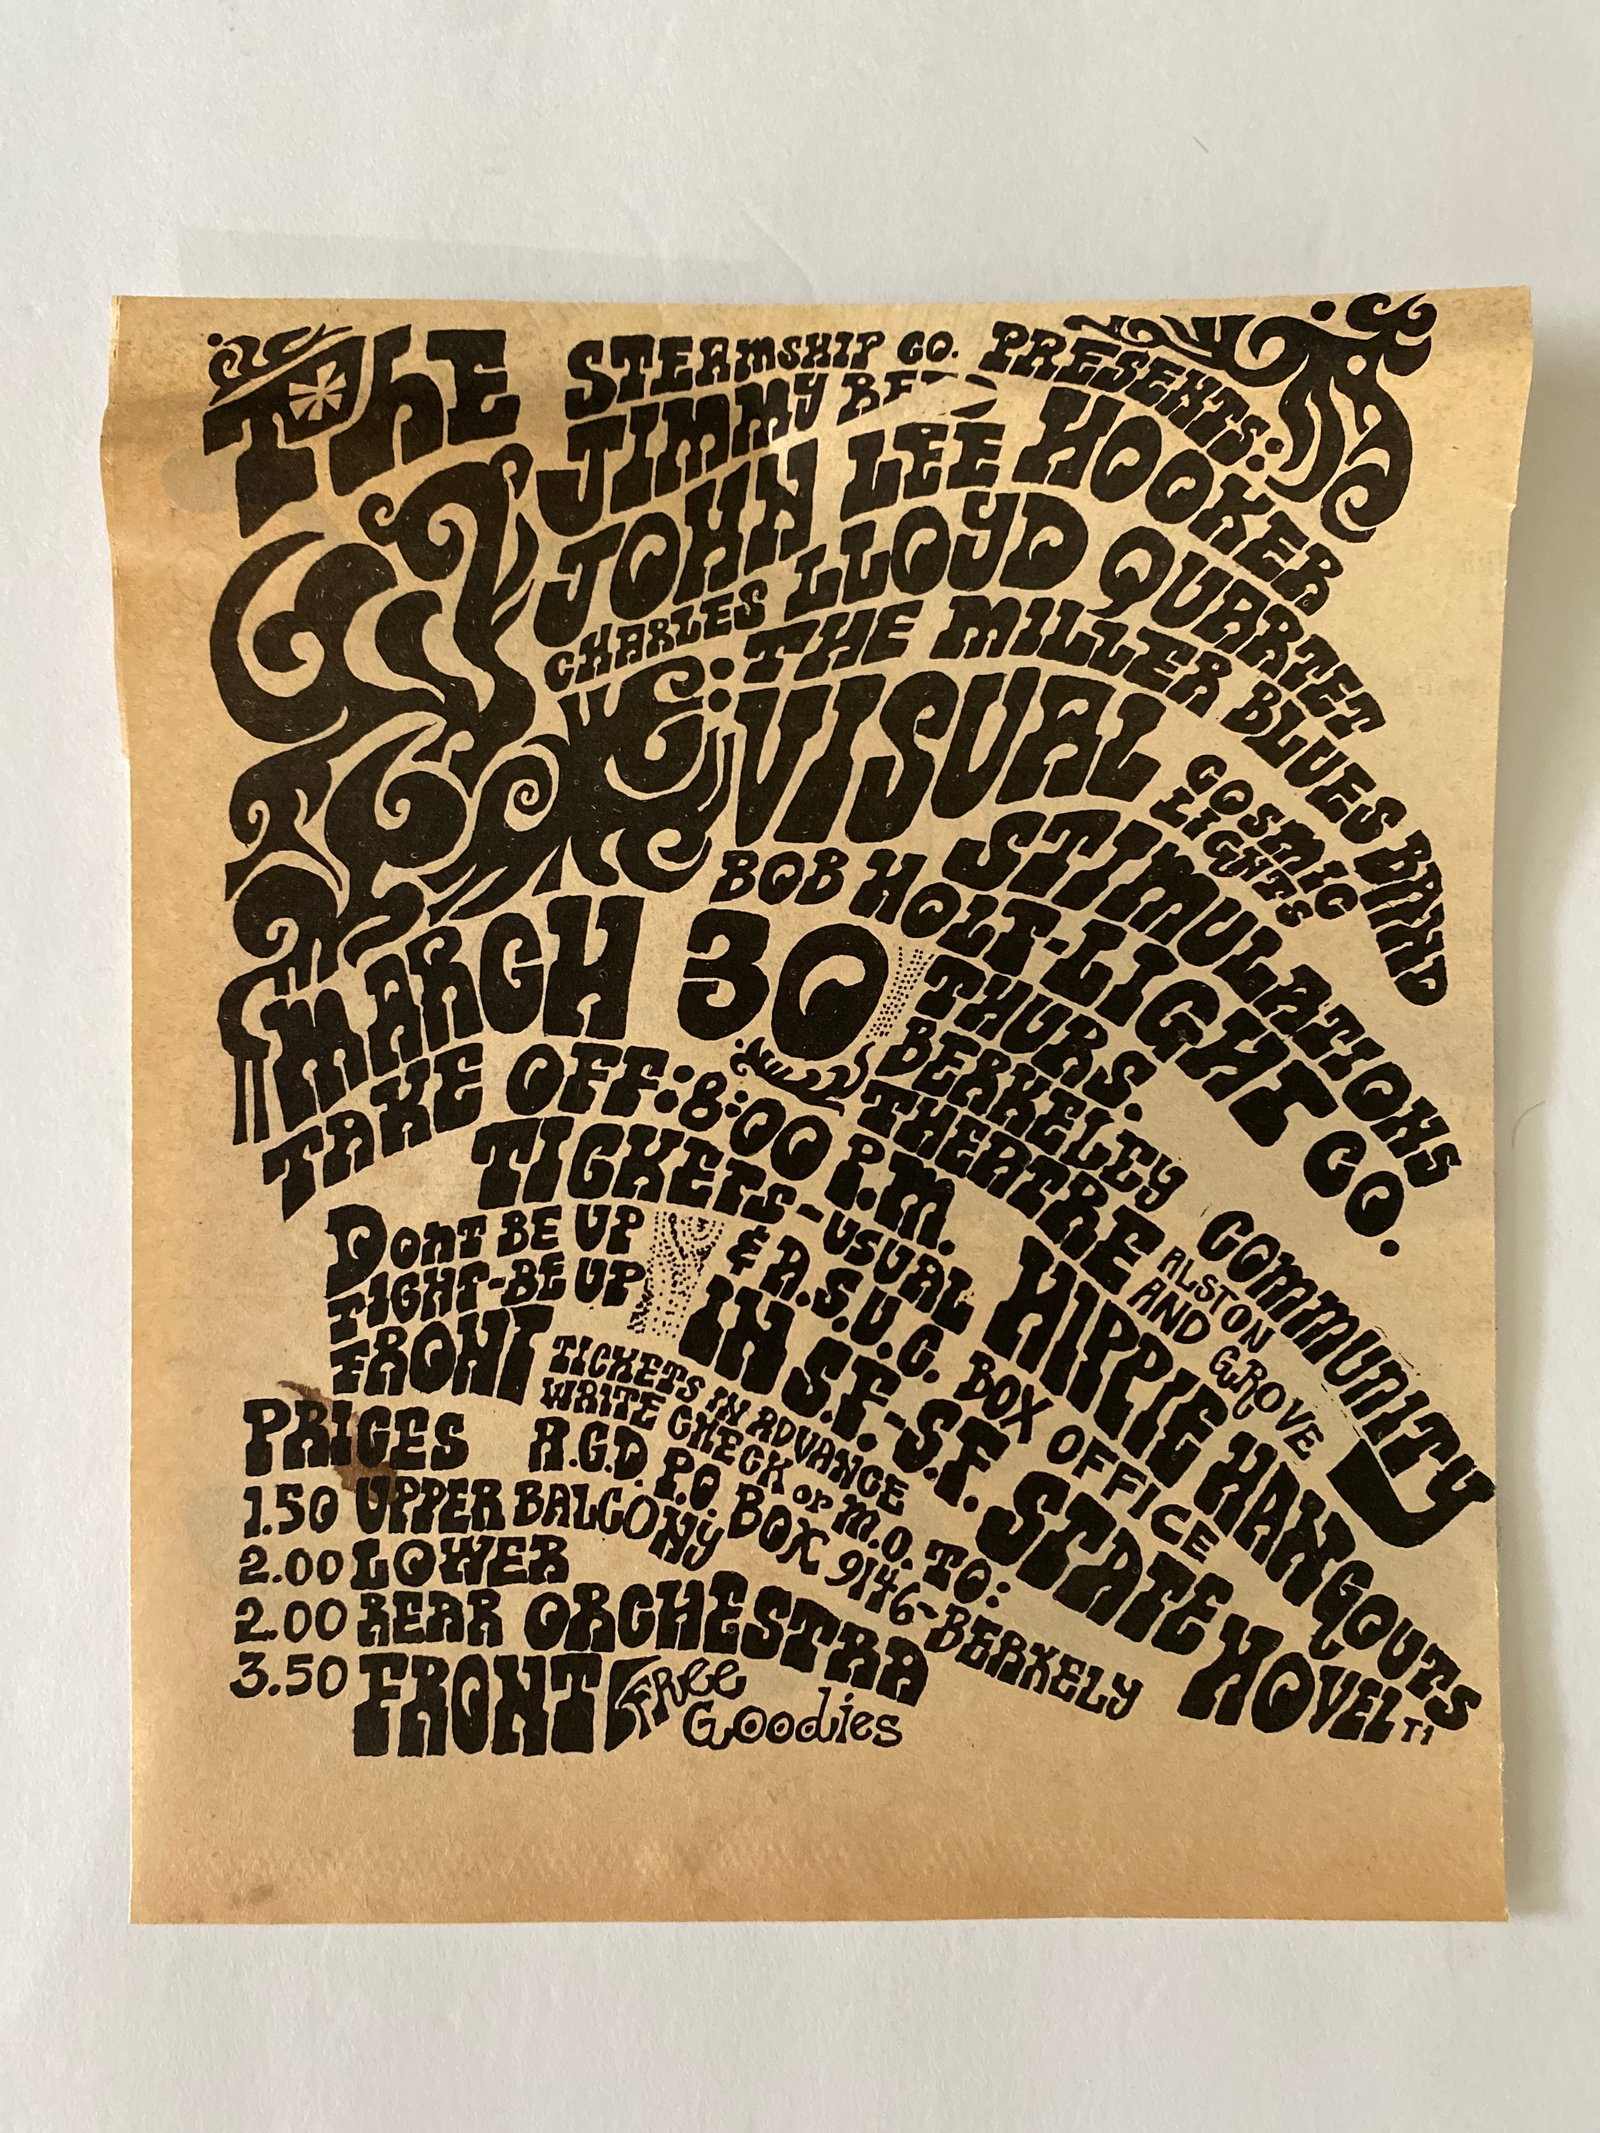 The STEAMSHIP CO. PRESENTS:
JIMMY
JOHN LEE HOOKER
CHARLES LLOYD QUARTET
:THE MILLER BLUES BAND
VISUAL STIMULATIONS
COSMIC
LIGHTS
BOB HOLT-LIGHT CO.
MARCH 30
THURS.
BERKELEY COMMUNITY
THEATRE
ALSTON
AND GROVE
TAKE OFF:8:00 P.M.
TICKETS-USUAL HIPPIE HANGOUTS
& A.S.U.C. BOX OFFICE
IN S.F.-S.F. STATE HOVEL
DONT BE UP
TIGHT-BE UP
FRONT
TICKETS IN ADVANCE
WRITE CHECK or M.O. TO:
A.G.D. P.O. BOX 9146-BERKELY
PRICES
1.50 UPPER BALCONY
2.00 LOWER
2.00 REAR ORCHESTRA
3.50 FRONT
FREE
GOODIES